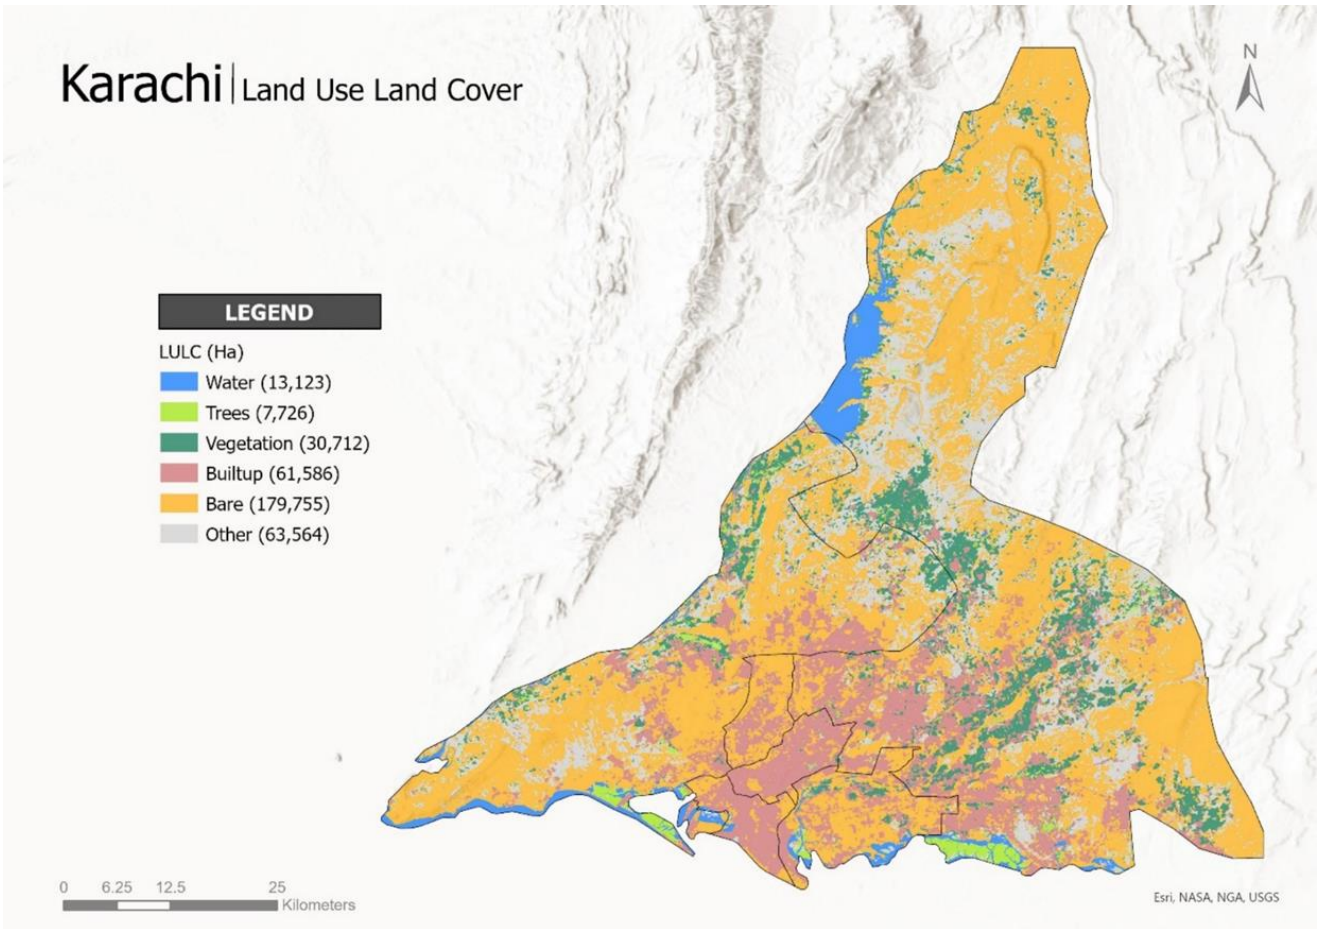 Karachi | Land Use Land Cover
N
LEGEND
LULC (Ha)
Water (13,123)
Trees (7,726)
Vegetation (30,712)
Builtup (61,586)
Bare (179,755)
Other (63,564)
0 6.25 12.5 25
Kilometers
Esri, NASA, NGA, USGS